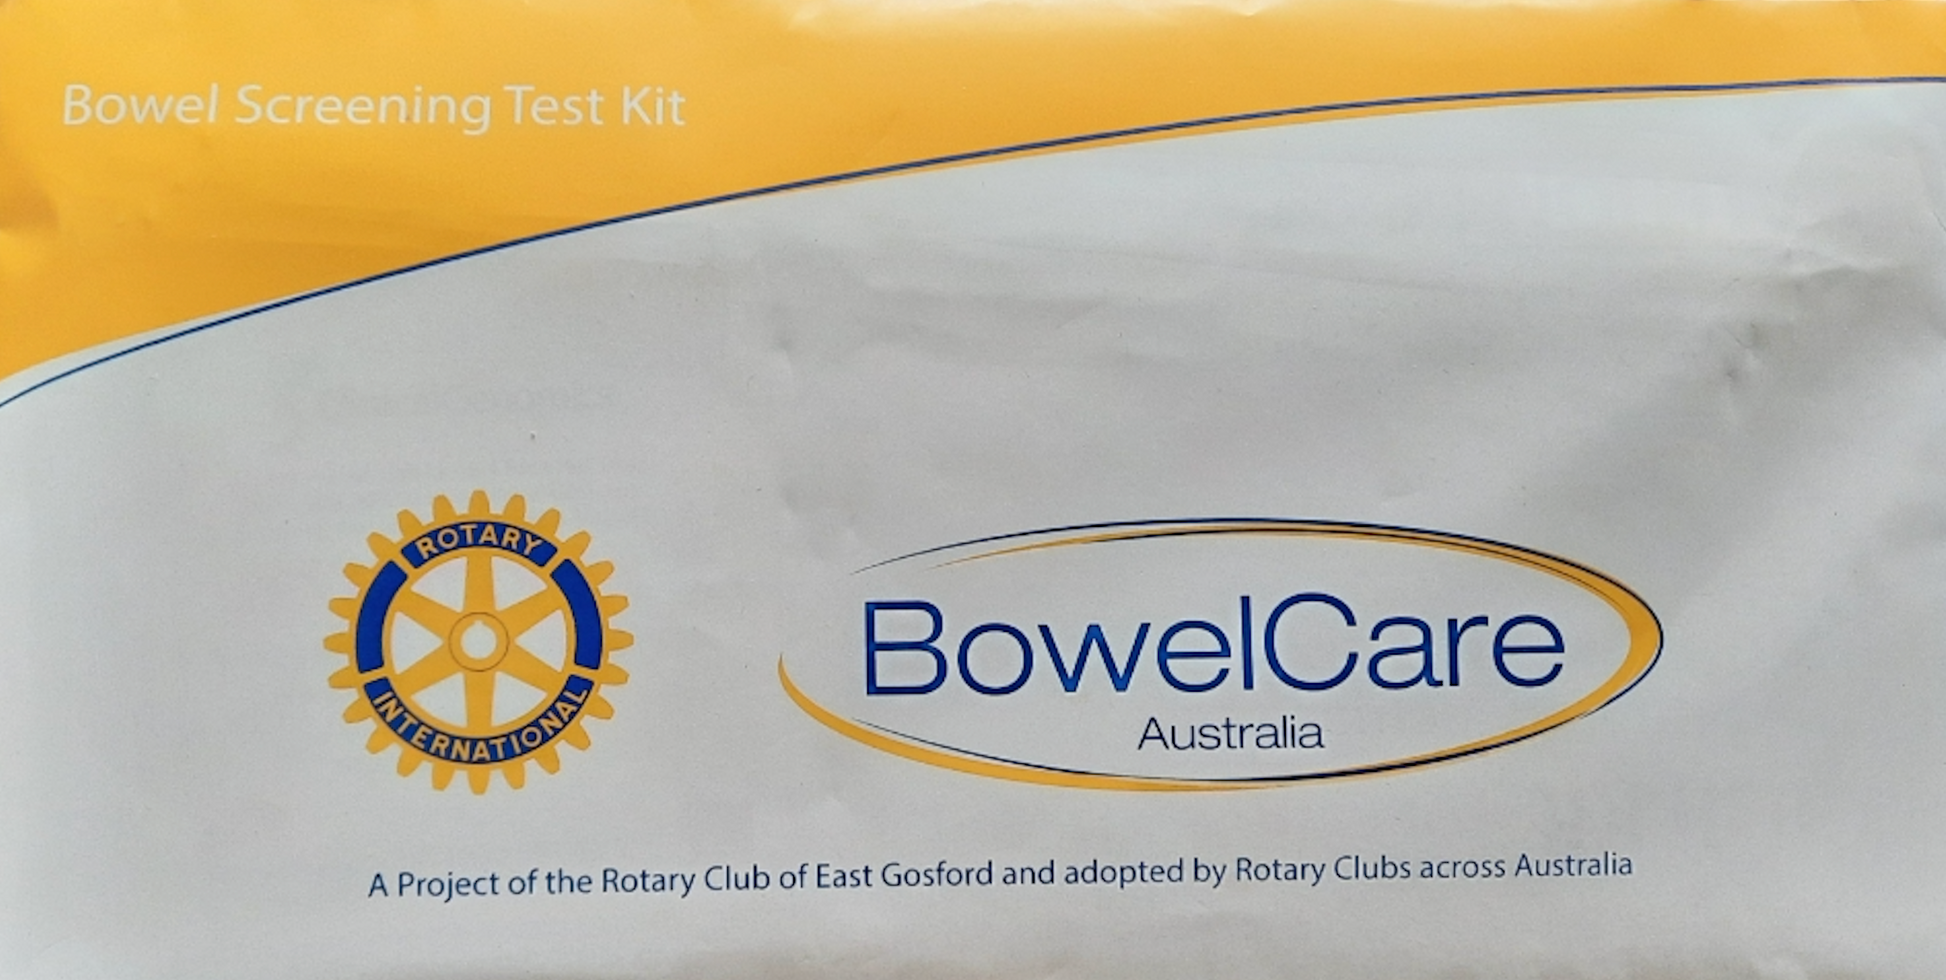 Bowel Screening Test Kit
ROTARY
INTERNATIONAL
BowelCare
Australia
A Project of the Rotary Club of East Gosford and adopted by Rotary Clubs across Australia